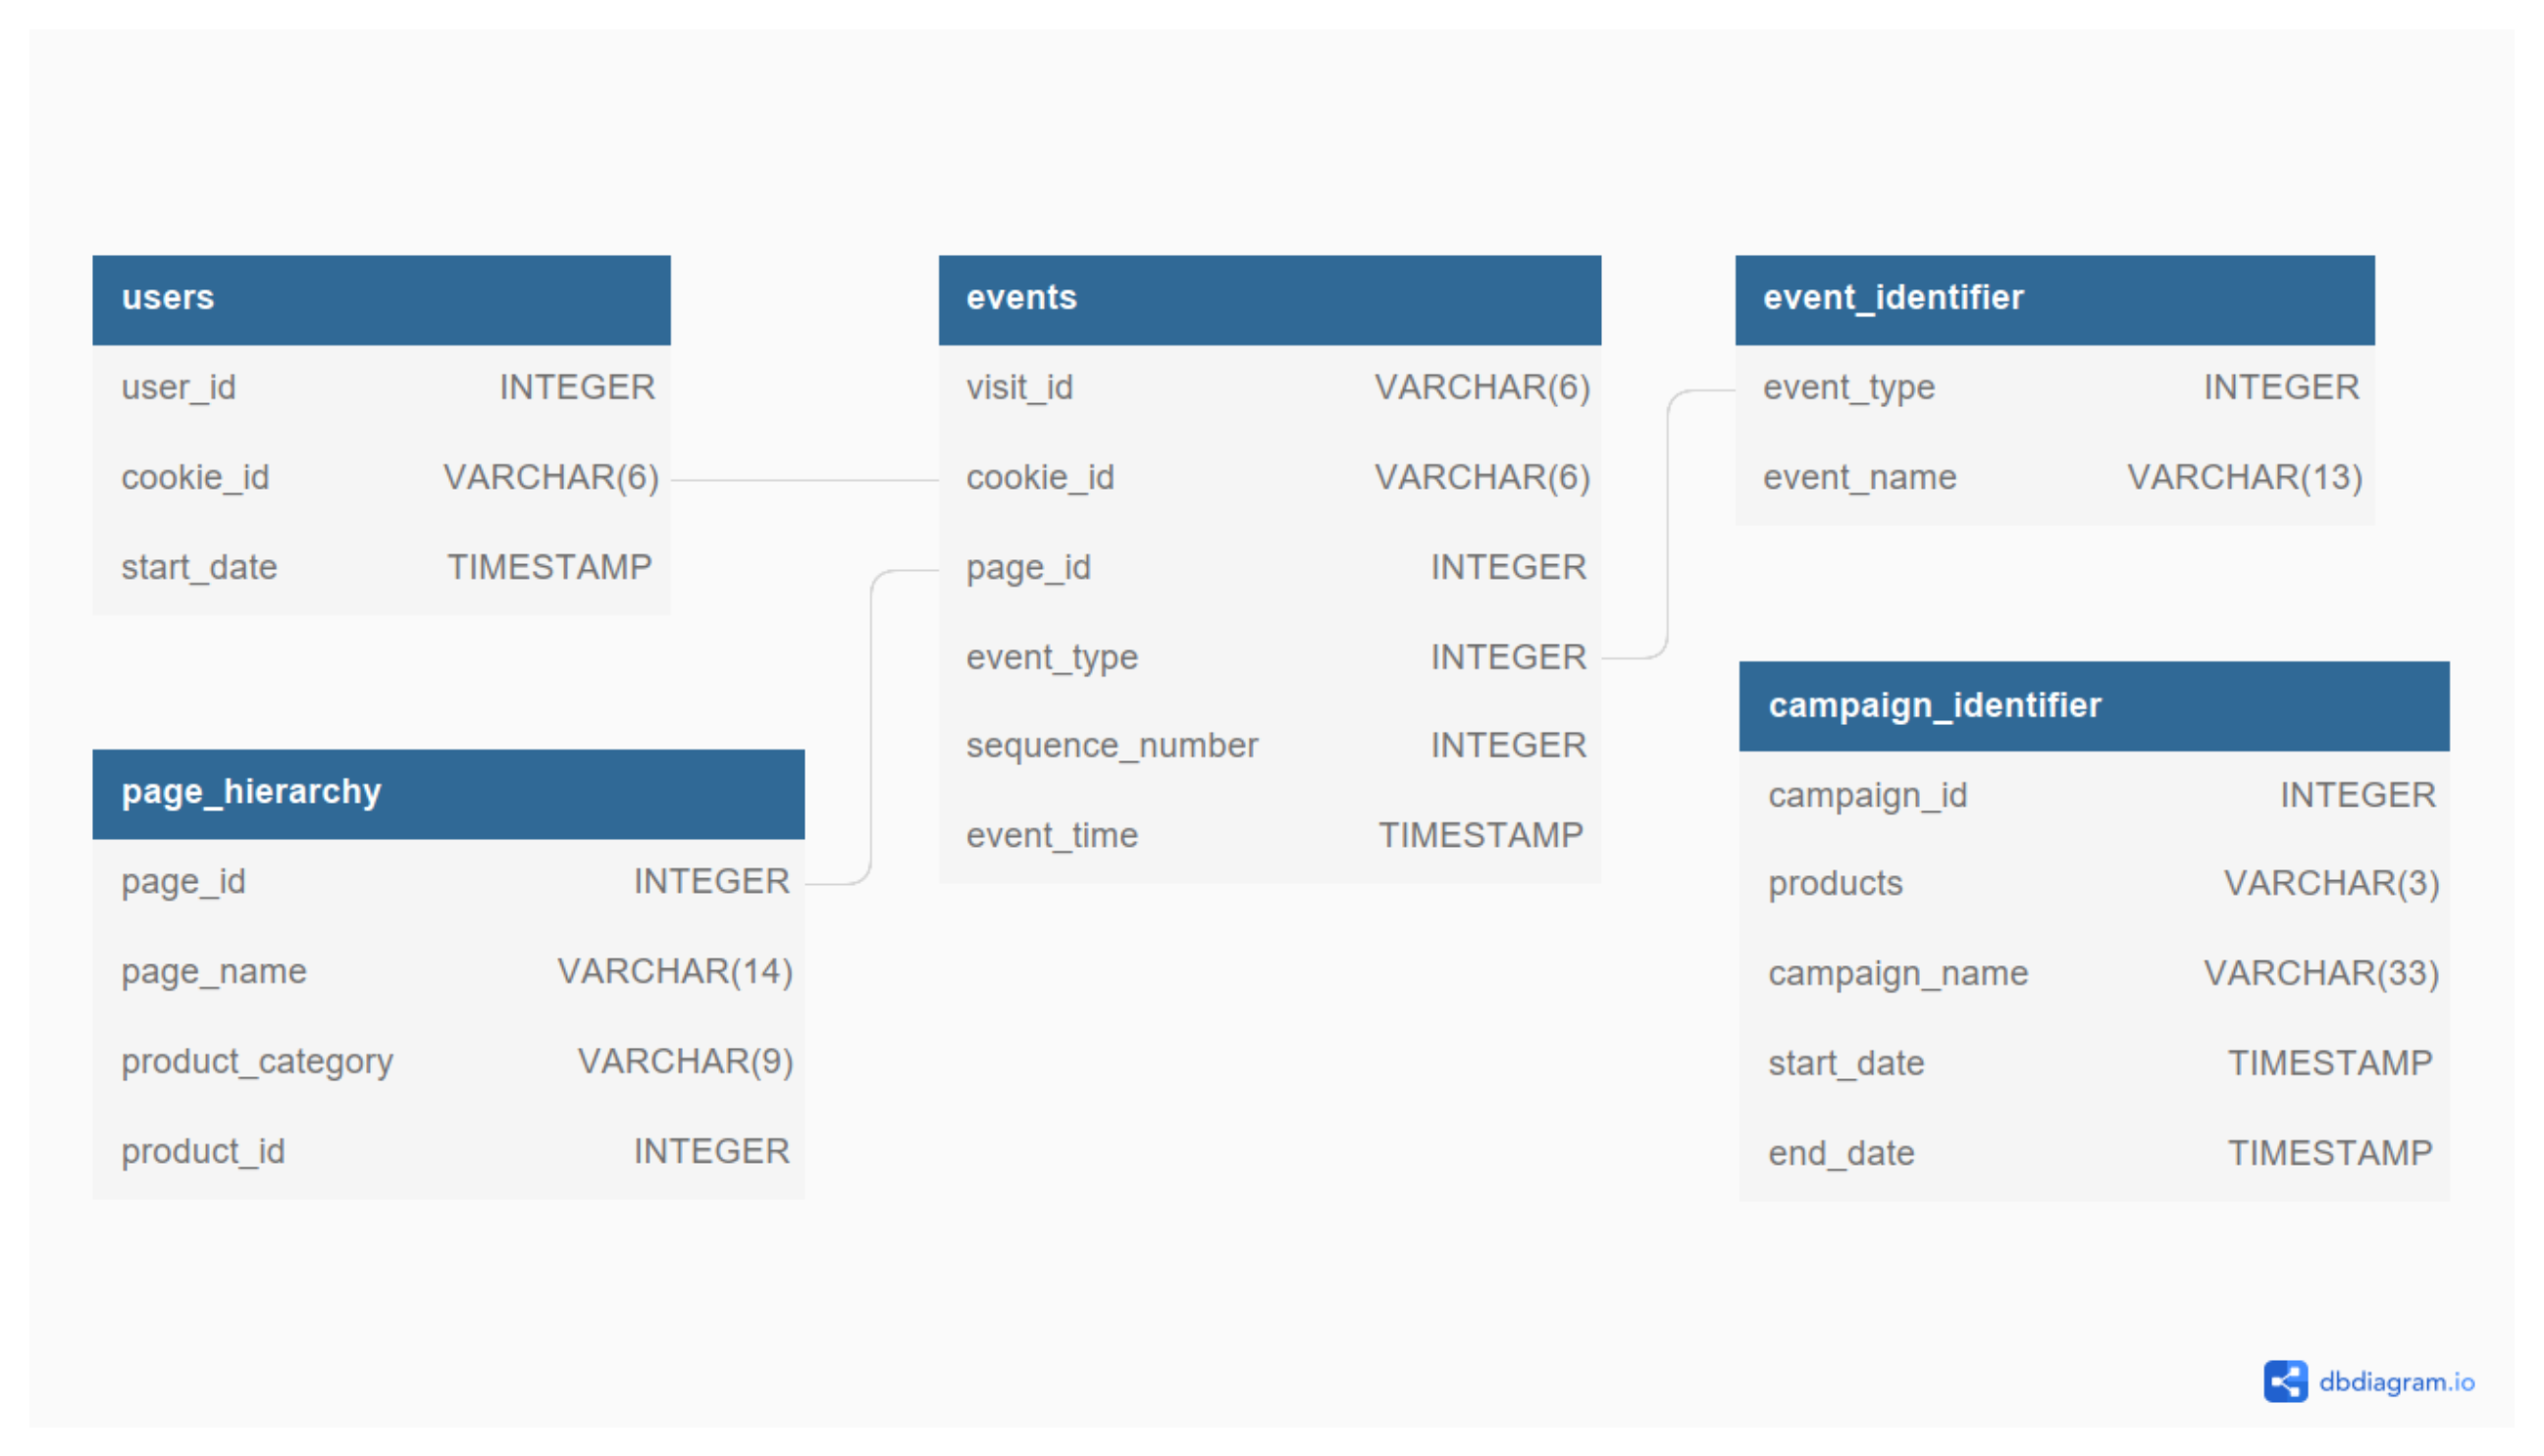 users
user_id INTEGER
cookie_id VARCHAR(6)
start_date TIMESTAMP
page_hierarchy
page_id INTEGER
page_name VARCHAR(14)
product_category VARCHAR(9)
product_id INTEGER
events
visit_id VARCHAR(6)
cookie_id VARCHAR(6)
page_id INTEGER
event_type INTEGER
sequence_number INTEGER
event_time TIMESTAMP
event_identifier
event_type INTEGER
event_name VARCHAR(13)
campaign_identifier
campaign_id INTEGER
products VARCHAR(3)
campaign_name VARCHAR(33)
start_date TIMESTAMP
end_date TIMESTAMP
dbdiagram.io